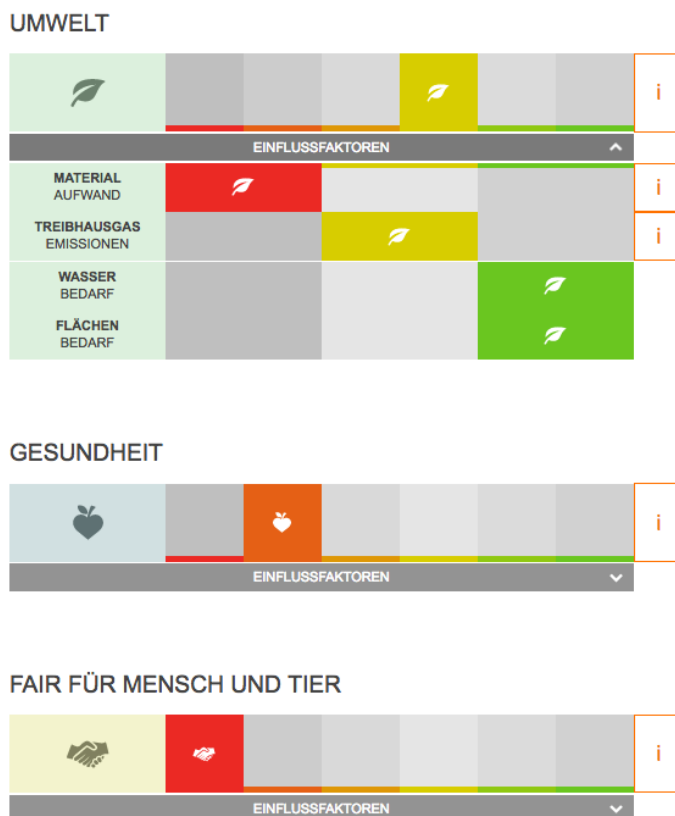 UMWELT
i
EINFLUSSFAKTOREN
MATERIAL
AUFWAND
i
TREIBHAUSGAS
EMISSIONEN
i
WASSER
BEDARF
FLÄCHEN
BEDARF
GESUNDHEIT
i
EINFLUSSFAKTOREN
FAIR FÜR MENSCH UND TIER
i
EINFLUSSFAKTOREN